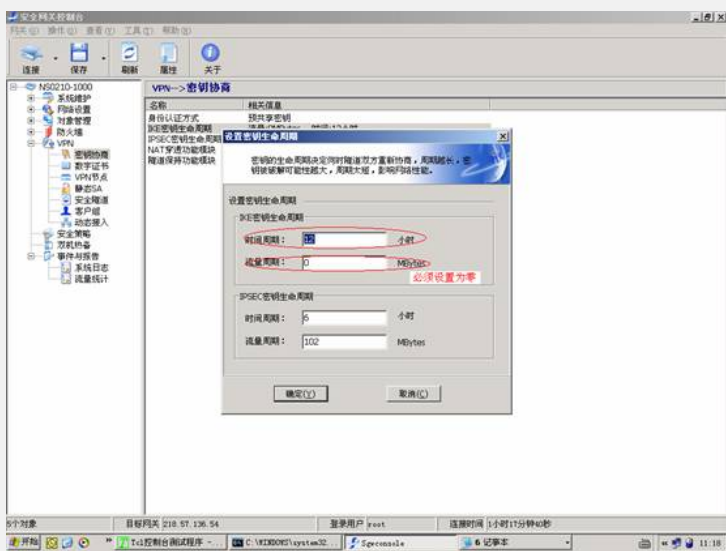 安全网关控制台
网关(G) 操作(O) 查看(V) 工具(T) 帮助(H)
连接 保存 刷新 属性 关于
NSG210-1000
系统维护
网络设置
对象管理
防火墙
VPN
密钥协商
数字证书
VPN节点
静态SA
安全隧道
客户组
动态接入
安全策略
双机热备
事件与报告
系统日志
流量统计
VPN-->密钥协商
名称 相关信息
身份认证方式 预共享密钥
IKE密钥生命周期
IPSEC密钥生命周期
NAT穿透功能模块
隧道保持功能模块
设置密钥生命周期
密钥的生命周期决定何时隧道双方重新协商，周期越长，密
钥被破解可能性越大，周期太短，影响网络性能。
设置密钥生命周期
IKE密钥生命周期
时间周期： 12 小时
流量周期： 0 MBytes
必须设置为零
IPSEC密钥生命周期
时间周期： 6 小时
流量周期： 102 MBytes
确定(Y) 取消(C)
5个对象 目标网关 218.57.136.54 登录用户 root 连接时间 1小时17分钟40秒
开始 Tcl控制台测试程序 - ... C:\WINDOWS\system32... Sgwconsole 6 记事本 11:18